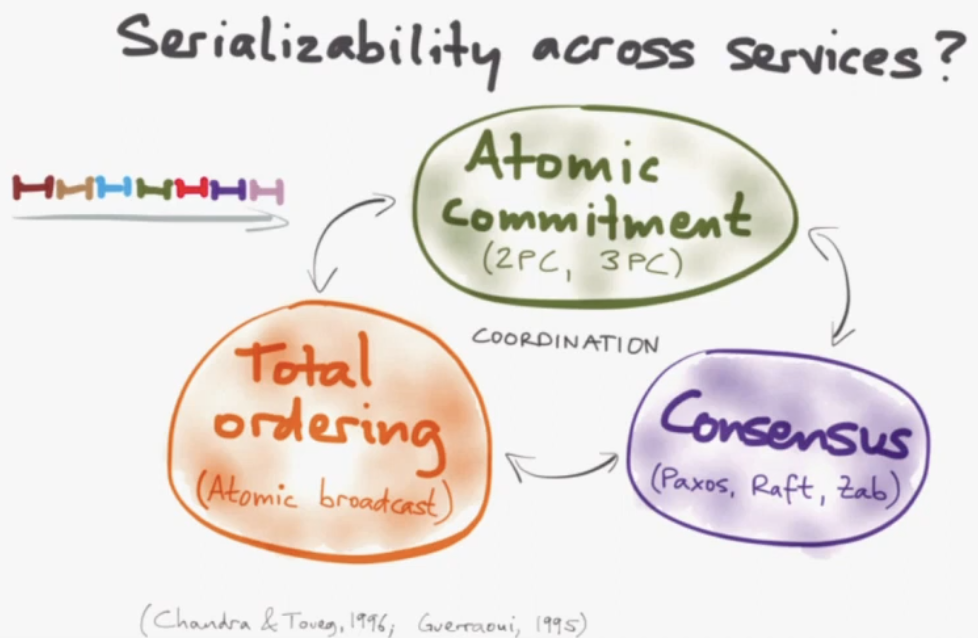 Serializability across services?
Atomic
commitment
(2PC, 3PC)
COORDINATION
Total
ordering
(Atomic broadcast)
Consensus
(Paxos, Raft, Zab)
(Chandra & Toueg, 1996; Guerraoui, 1995)